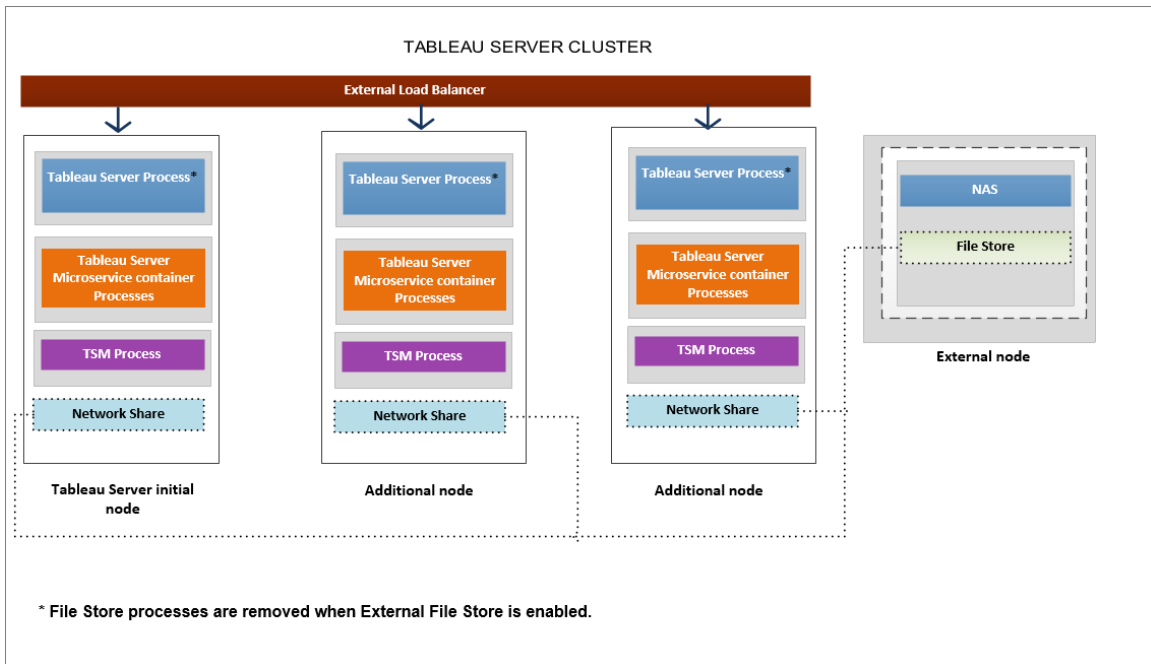 TABLEAU SERVER CLUSTER
External Load Balancer
Tableau Server Process*
Tableau Server
Microservice container
Processes
TSM Process
Network Share
Tableau Server initial
node
Tableau Server Process*
Tableau Server
Microservice container
Processes
TSM Process
Network Share
Additional node
Tableau Server Process*
Tableau Server
Microservice container
Processes
TSM Process
Network Share
Additional node
NAS
File Store
External node
* File Store processes are removed when External File Store is enabled.